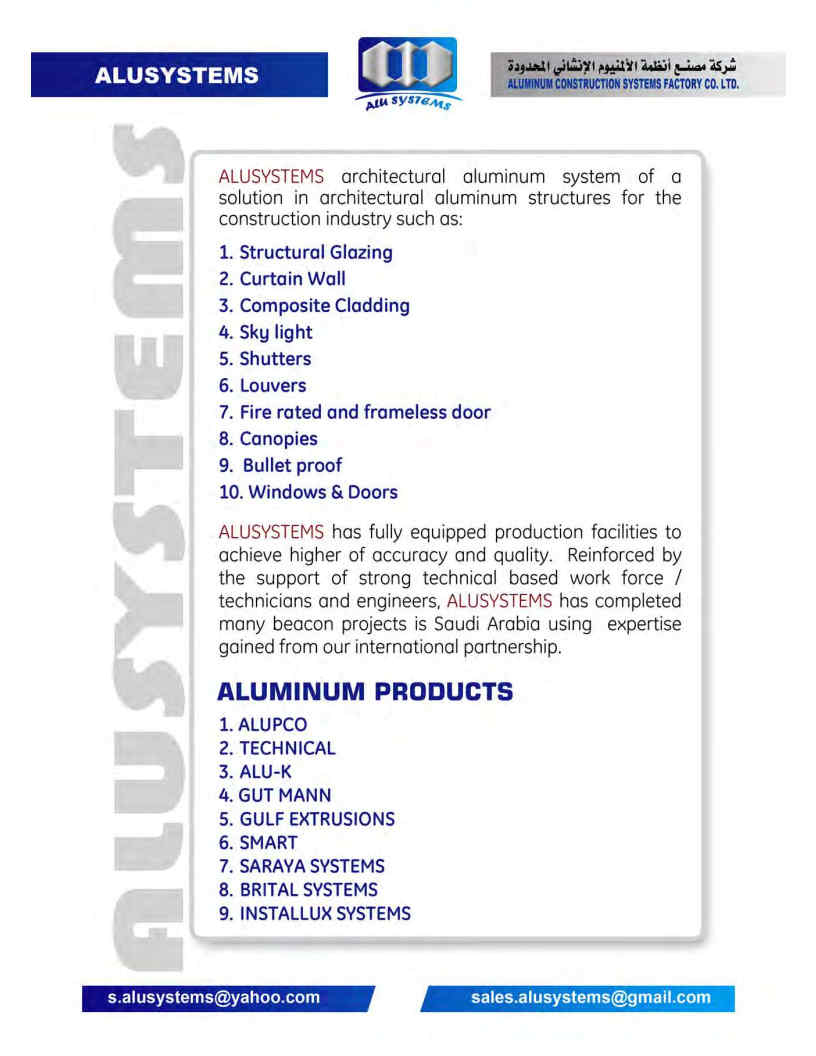 ALUSYSTEMS
ALU SYSTEMS
شركة مصنع أنظمة الألمنيوم الإنشائي المحدودة
ALUMINUM CONSTRUCTION SYSTEMS FACTORY CO. LTD.
ALUSYSTEMS
ALUSYSTEMS architectural aluminum system of a
solution in architectural aluminum structures for the
construction industry such as:
1. Structural Glazing
2. Curtain Wall
3. Composite Cladding
4. Sky light
5. Shutters
6. Louvers
7. Fire rated and frameless door
8. Canopies
9. Bullet proof
10. Windows & Doors
ALUSYSTEMS has fully equipped production facilities to
achieve higher of accuracy and quality. Reinforced by
the support of strong technical based work force /
technicians and engineers, ALUSYSTEMS has completed
many beacon projects is Saudi Arabia using expertise
gained from our international partnership.
ALUMINUM PRODUCTS
1. ALUPCO
2. TECHNICAL
3. ALU-K
4. GUT MANN
5. GULF EXTRUSIONS
6. SMART
7. SARAYA SYSTEMS
8. BRITAL SYSTEMS
9. INSTALLUX SYSTEMS
s.alusystems@yahoo.com
sales.alusystems@gmail.com